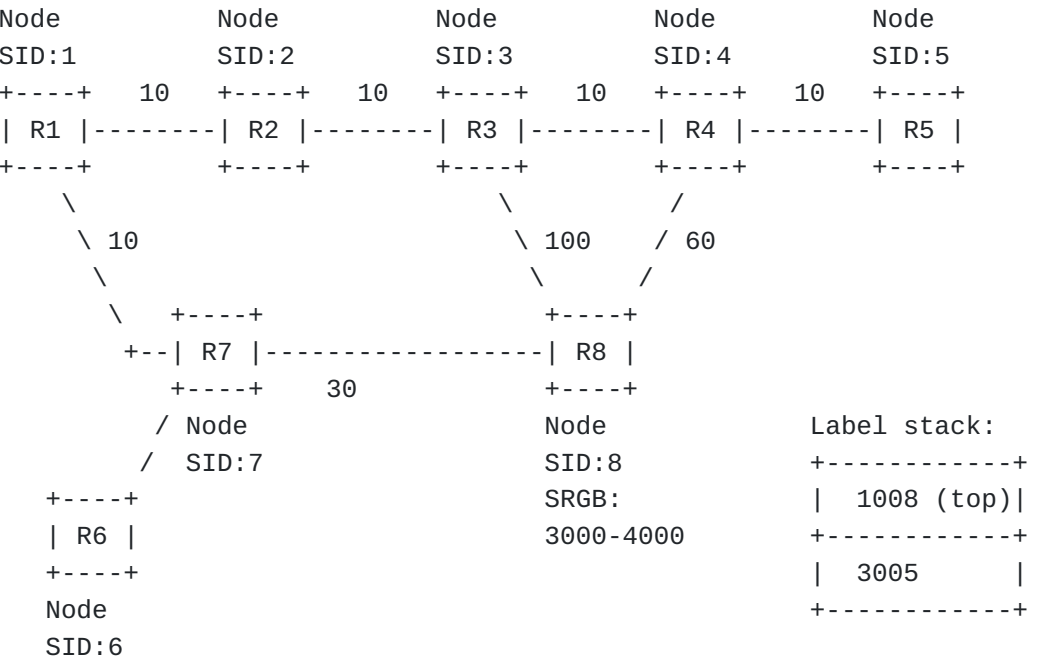 Node Node Node Node Node
SID:1 SID:2 SID:3 SID:4 SID:5
+----+ 10 +----+ 10 +----+ 10 +----+ 10 +----+
| R1 |--------| R2 |--------| R3 |--------| R4 |--------| R5 |
+----+ +----+ +----+ +----+ +----+
\ \ /
\ 10 \ 100 / 60
\ \ /
\ +----+ +----+
+--| R7 |------------------| R8 |
+----+ 30 +----+
/ Node Node Label stack:
/ SID:7 SID:8 +------------+
+----+ SRGB: | 1008 (top)|
| R6 | 3000-4000 +------------+
+----+ | 3005 |
Node +------------+
SID:6